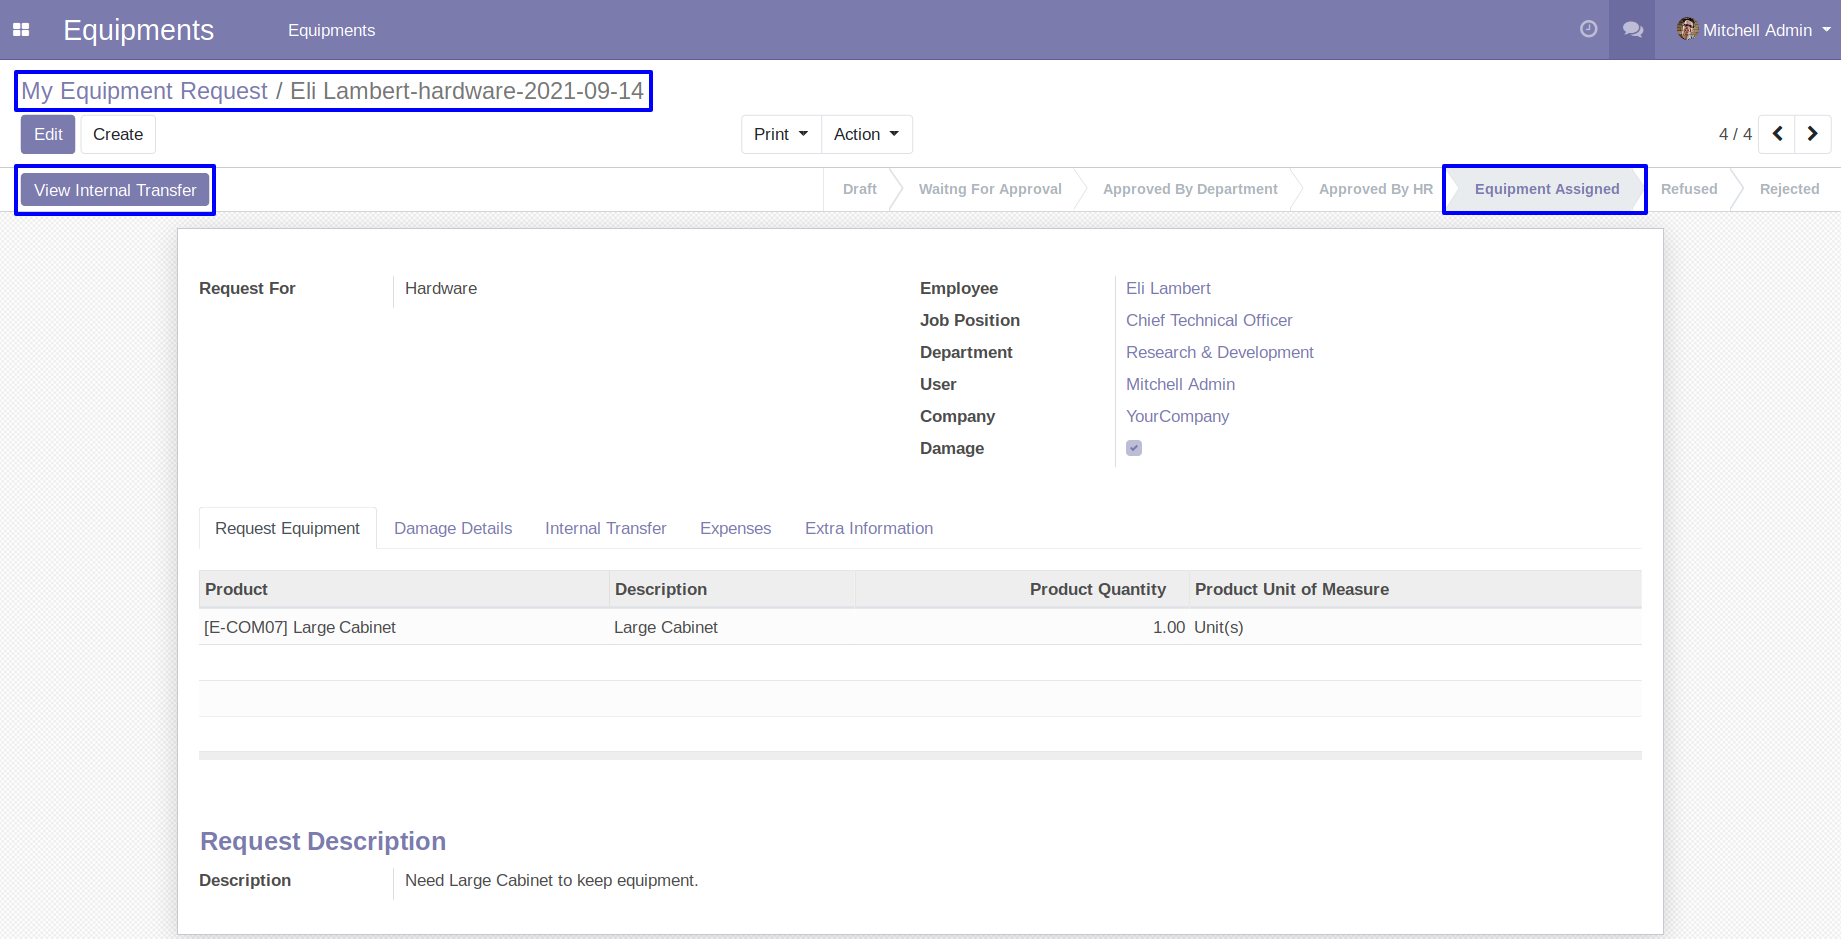 Equipments
Equipments
Mitchell Admin
My Equipment Request / Eli Lambert-hardware-2021-09-14
Edit
Create
Print
Action
4 / 4
View Internal Transfer
Draft
Waitng For Approval
Approved By Department
Approved By HR
Equipment Assigned
Refused
Rejected
Request For
Hardware
Employee
Eli Lambert
Job Position
Chief Technical Officer
Department
Research & Development
User
Mitchell Admin
Company
YourCompany
Damage
Request Equipment
Damage Details
Internal Transfer
Expenses
Extra Information
Product
Description
Product Quantity
Product Unit of Measure
[E-COM07] Large Cabinet
Large Cabinet
1.00
Unit(s)
Request Description
Description
Need Large Cabinet to keep equipment.